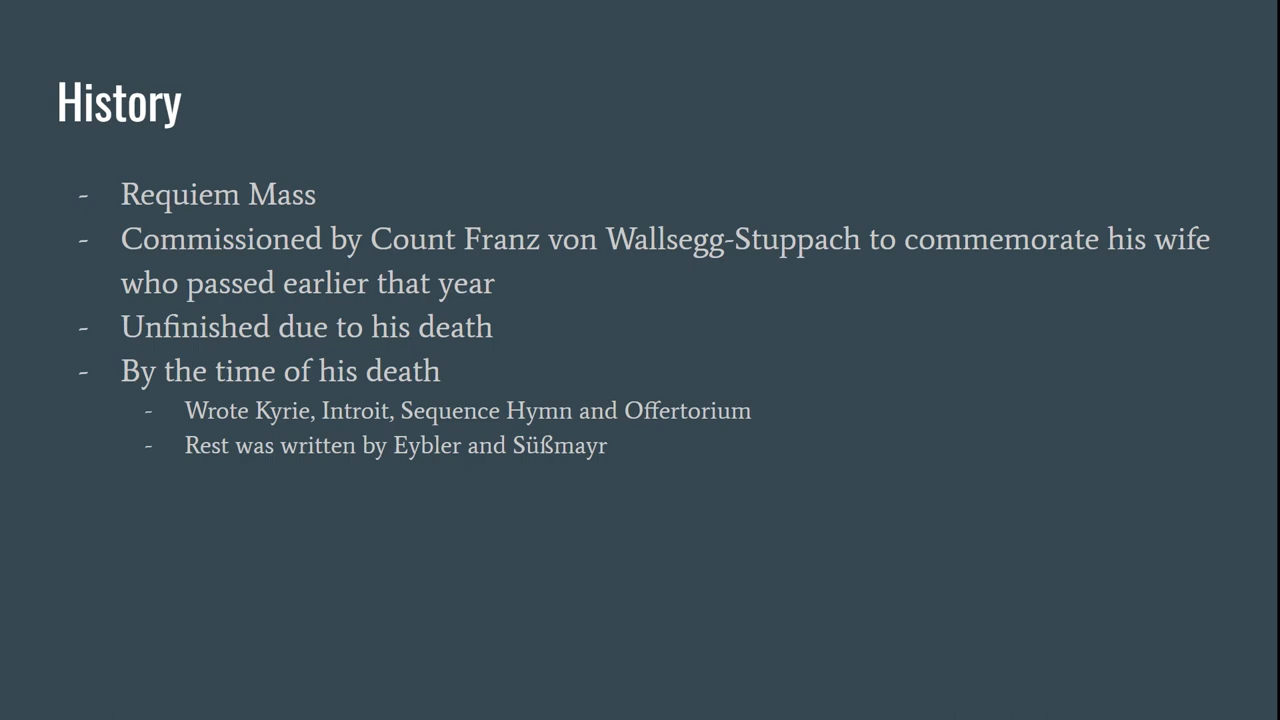 History
- Requiem Mass
- Commissioned by Count Franz von Wallsegg-Stuppach to commemorate his wife
who passed earlier that year
- Unfinished due to his death
- By the time of his death
- Wrote Kyrie, Introit, Sequence Hymn and Offertorium
- Rest was written by Eybler and Süßmayr